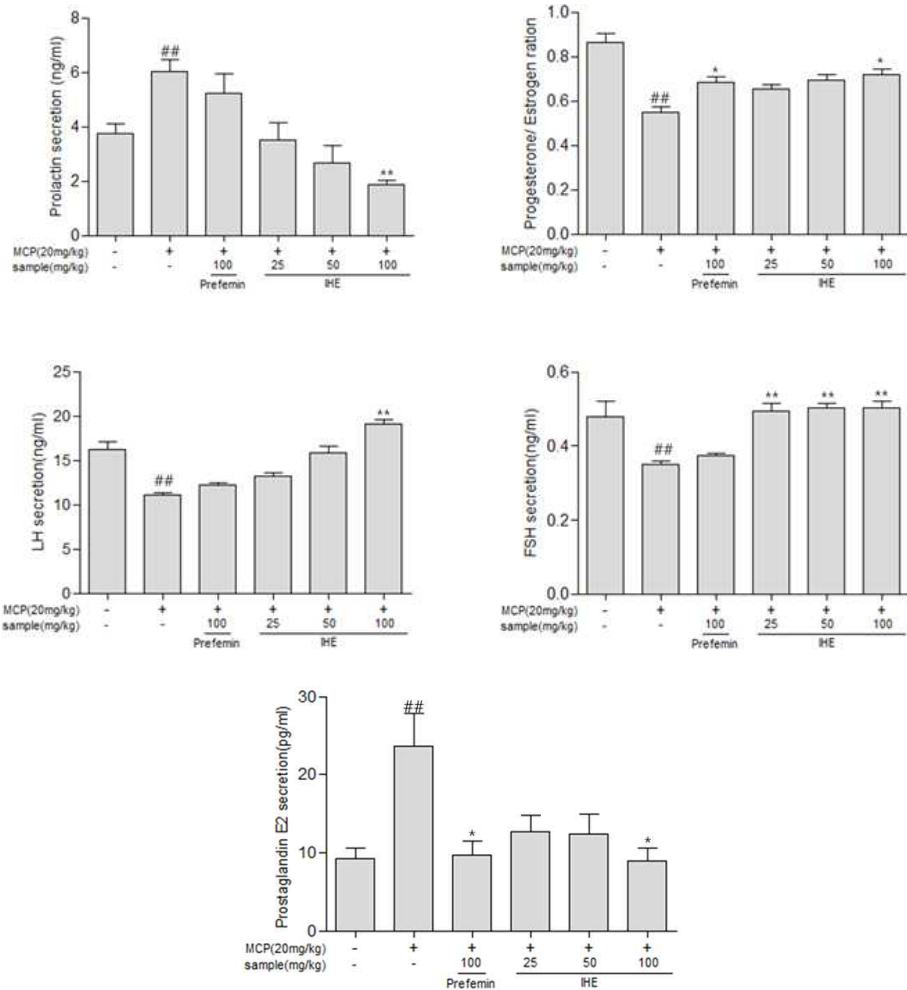 Prolactin secretion (ng/ml)
8
6
4
2
0
##
**
MCP(20mg/kg) - + + + + +
sample(mg/kg) - - 100 25 50 100
Prefemin IHE
Progesterone/ Estrogen ration
1.0
0.8
0.6
0.4
0.2
0.0
##
*
*
MCP(20mg/kg) - + + + + +
sample(mg/kg) - - 100 25 50 100
Prefemin IHE
LH secretion(ng/ml)
25
20
15
10
5
0
##
**
MCP(20mg/kg) - + + + + +
sample(mg/kg) - - 100 25 50 100
Prefemin IHE
FSH secretion(ng/ml)
0.6
0.4
0.2
0.0
##
** ** **
MCP(20mg/kg) - + + + + +
sample(mg/kg) - - 100 25 50 100
Prefemin IHE
Prostaglandin E2 secretion(pg/ml)
30
20
10
0
##
*
*
MCP(20mg/kg) - + + + + +
sample(mg/kg) - - 100 25 50 100
Prefemin IHE